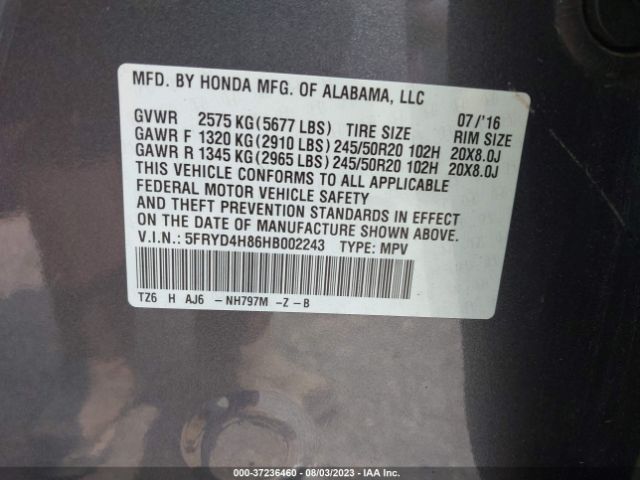 MFD. BY HONDA MFG. OF ALABAMA, LLC
07/'16
GVWR 2575 KG(5677 LBS) TIRE SIZE RIM SIZE
GAWR F 1320 KG(2910 LBS) 245/50R20 102H 20X8.0J
GAWR R 1345 KG(2965 LBS) 245/50R20 102H 20X8.0J
THIS VEHICLE CONFORMS TO ALL APPLICABLE
FEDERAL MOTOR VEHICLE SAFETY
AND THEFT PREVENTION STANDARDS IN EFFECT
ON THE DATE OF MANUFACTURE SHOWN ABOVE.
V.I.N.: 5FRYD4H86HB002243 TYPE: MPV
TZ6 H AJ6 -NH797M -Z -B
000-37236460 - 08/03/2023 - IAA Inc.